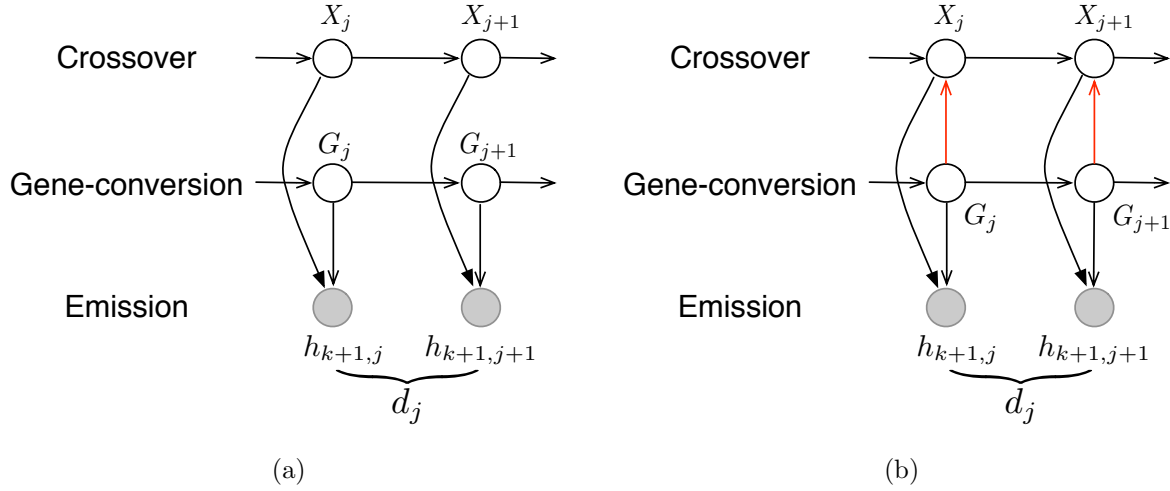 X_j X_{j+1}
Crossover
G_j G_{j+1}
Gene-conversion
Emission
h_{k+1,j} h_{k+1,j+1}
d_j
(a)
X_j X_{j+1}
Crossover
Gene-conversion
G_j G_{j+1}
Emission
h_{k+1,j} h_{k+1,j+1}
d_j
(b)